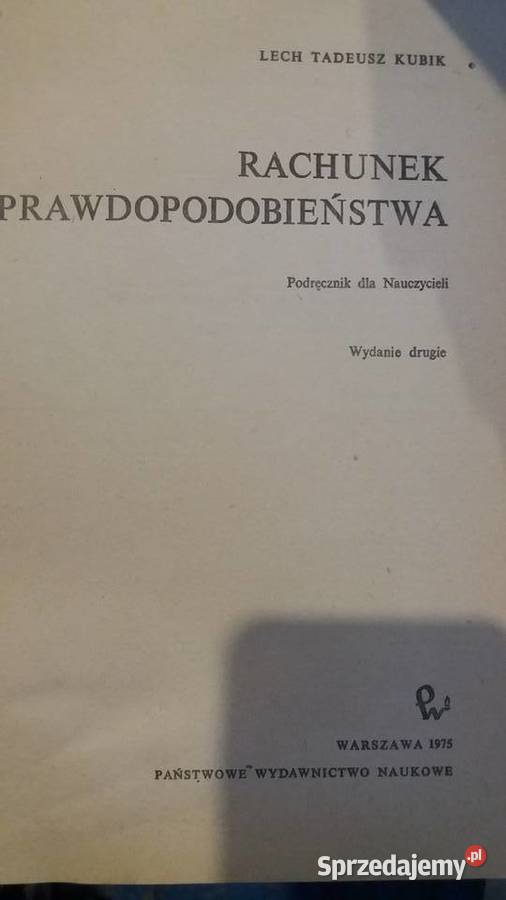 LECH TADEUSZ KUBIK
RACHUNEK
PRAWDOPODOBIEŃSTWA
Podręcznik dla Nauczycieli
Wydanie drugie
WARSZAWA 1975
PAŃSTWOWE WYDAWNICTWO NAUKOWE
Sprzedajemy.pl